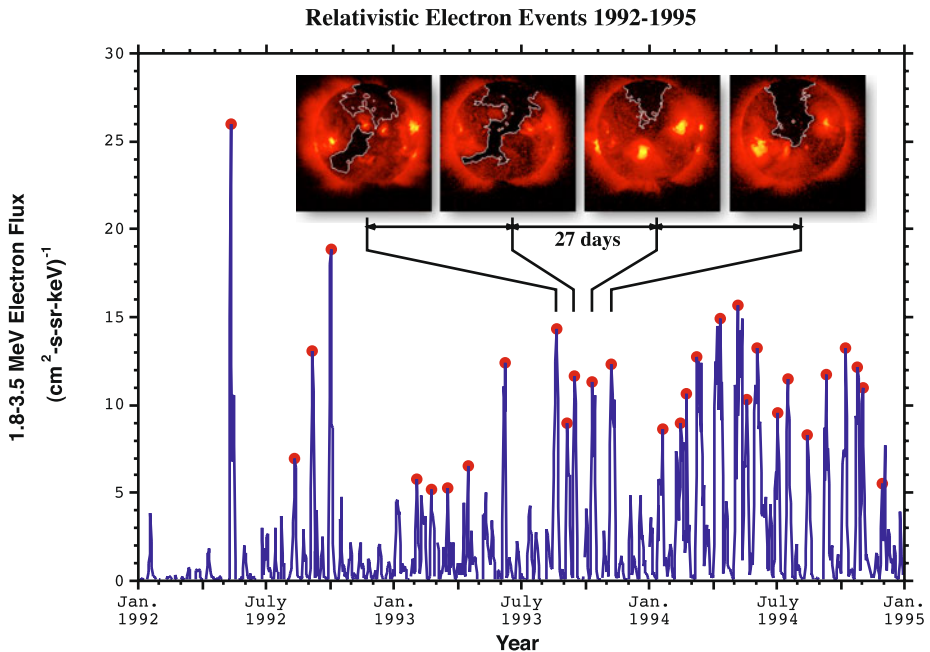 Relativistic Electron Events 1992-1995
1.8-3.5 MeV Electron Flux
(cm²-s-sr-keV)⁻¹
30
25
20
15
10
5
0
27 days
Jan. July Jan. July Jan. July Jan.
1992 1992 1993 1993 1994 1994 1995
Year